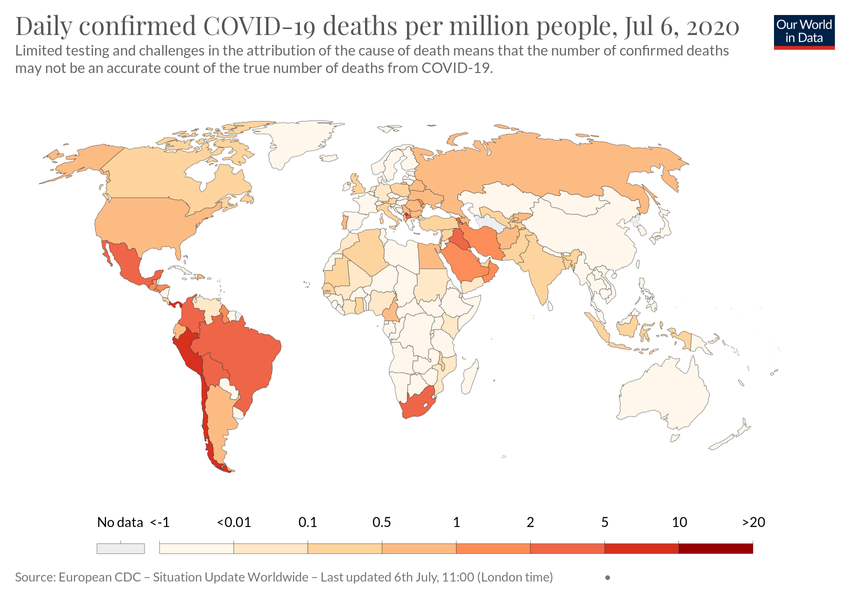 Daily confirmed COVID-19 deaths per million people, Jul 6, 2020
Our World
in Data
Limited testing and challenges in the attribution of the cause of death means that the number of confirmed deaths
may not be an accurate count of the true number of deaths from COVID-19.
No data <-1 <0.01 0.1 0.5 1 2 5 10 >20
Source: European CDC – Situation Update Worldwide – Last updated 6th July, 11:00 (London time) •